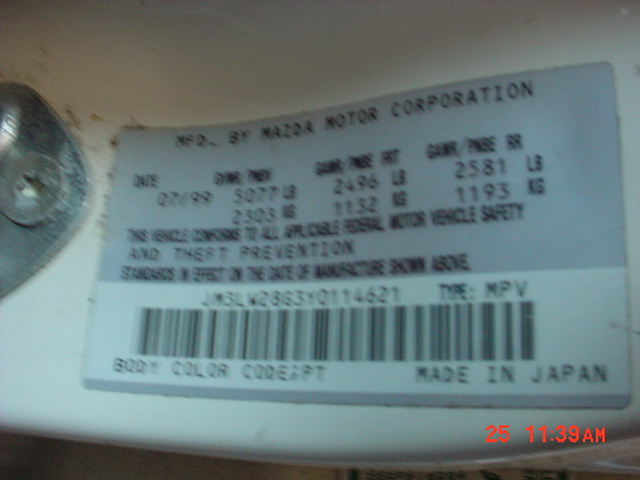 MFD. BY MAZDA MOTOR CORPORATION
DATE GVWR/PNBV GAWR/PNBE FRT GAWR/PNBE RR
07/99 5077 LB 2496 LB 2581 LB
2303 KG 1132 KG 1193 KG
THIS VEHICLE CONFORMS TO ALL APPLICABLE FEDERAL MOTOR VEHICLE SAFETY
AND THEFT PREVENTION
STANDARDS IN EFFECT ON THE DATE OF MANUFACTURE SHOWN ABOVE.
JM3LW28G3Y0114621 TYPE: MPV
BODY COLOR CODE:PT MADE IN JAPAN
25 11:39AM